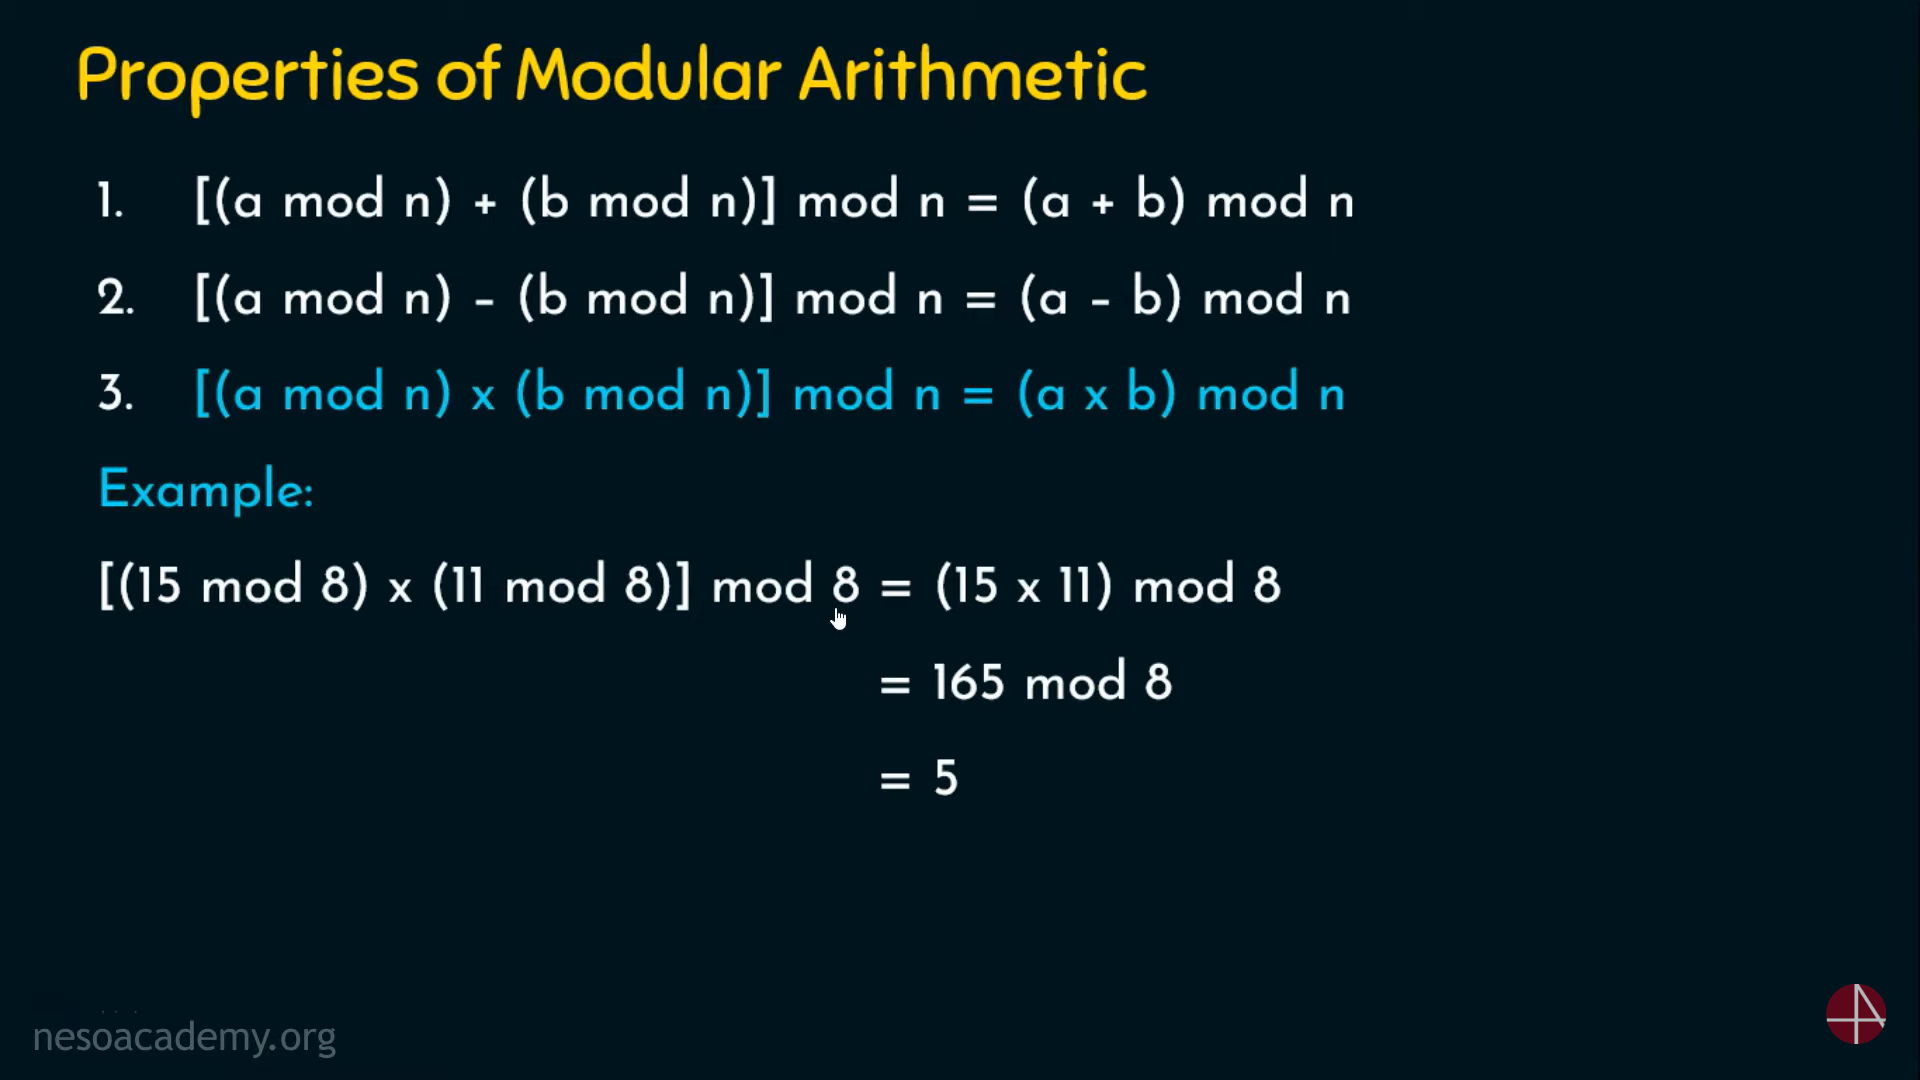 Properties of Modular Arithmetic
1. [(a mod n) + (b mod n)] mod n = (a + b) mod n
2. [(a mod n) – (b mod n)] mod n = (a – b) mod n
3. [(a mod n) x (b mod n)] mod n = (a x b) mod n
Example:
[(15 mod 8) x (11 mod 8)] mod 8 = (15 x 11) mod 8
= 165 mod 8
= 5
nesoacademy.org